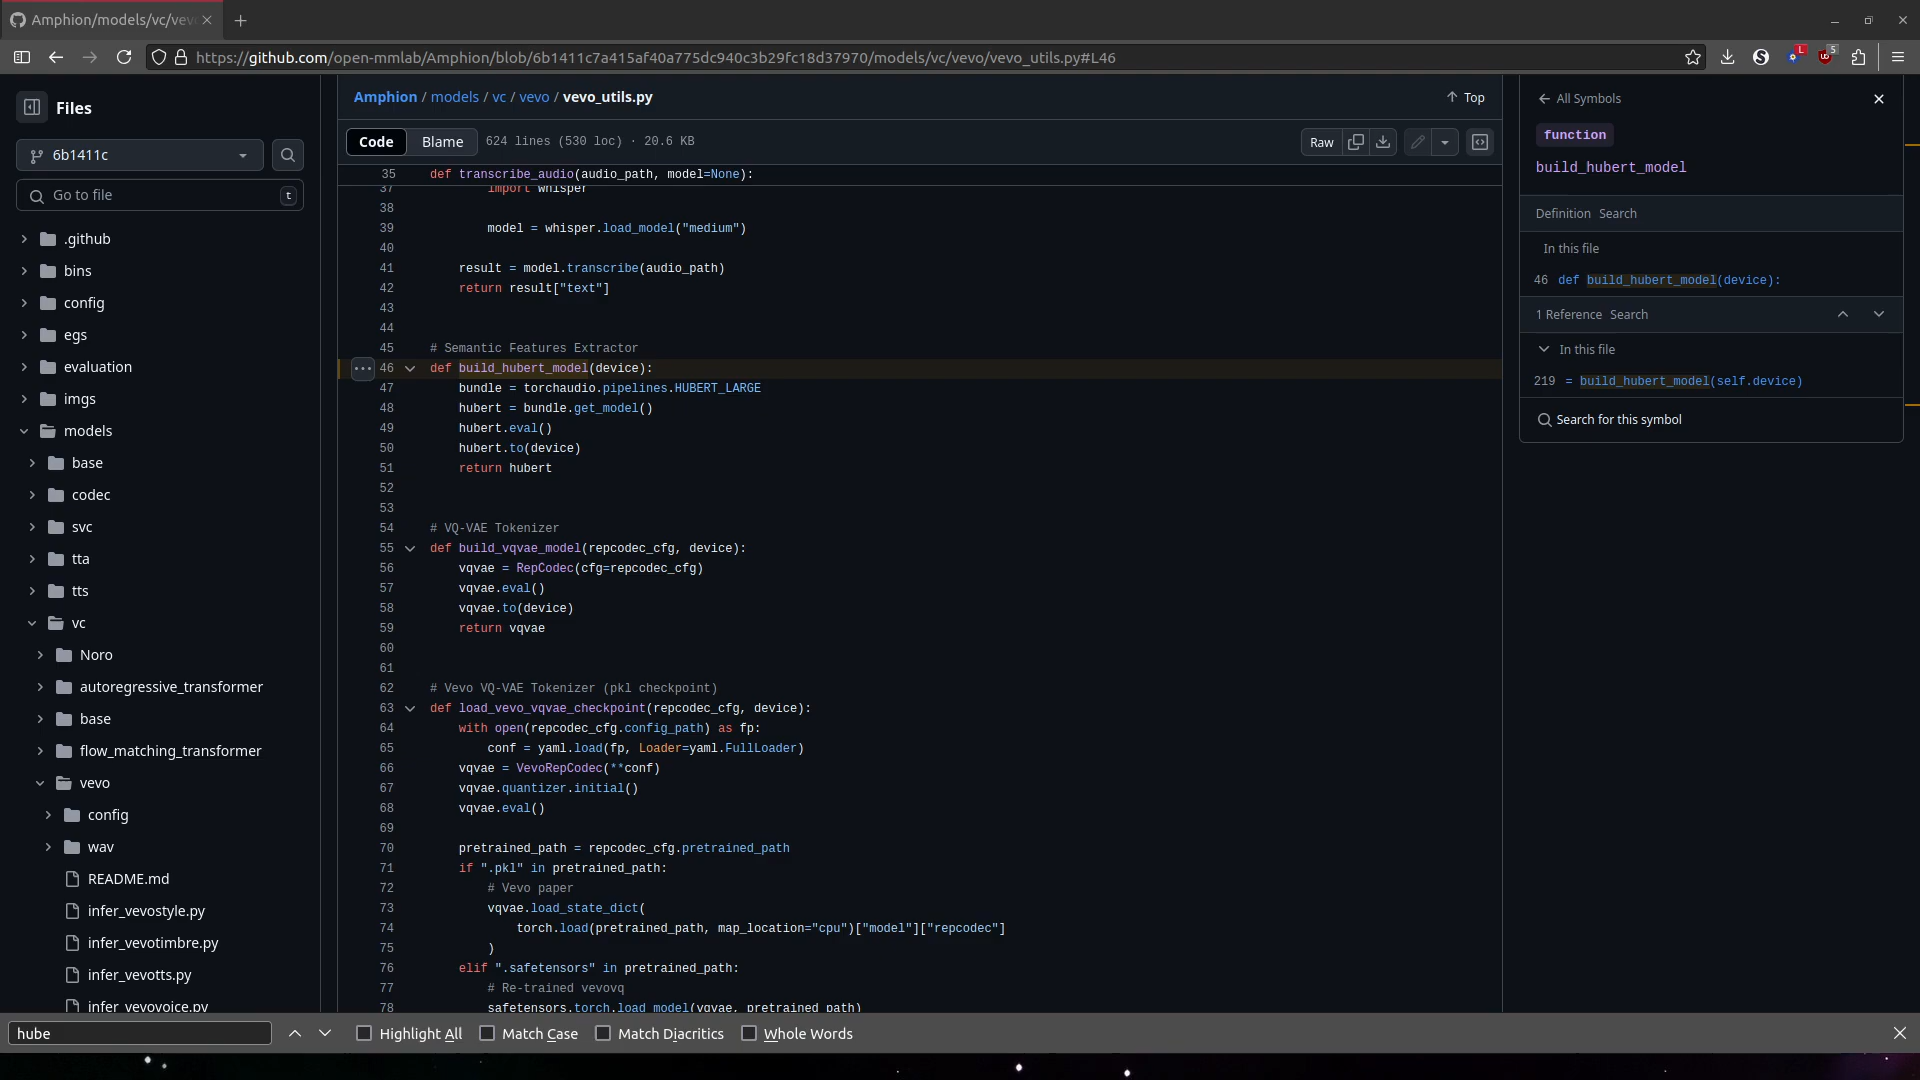 Amphion/models/vc/vev
https://github.com/open-mmlab/Amphion/blob/6b1411c7a415af40a775dc940c3b29fc18d37970/models/vc/vevo/vevo_utils.py#L46
L
5
Files
6b1411c
Go to file
t
.github
bins
config
egs
evaluation
imgs
models
base
codec
svc
tta
tts
vc
Noro
autoregressive_transformer
base
flow_matching_transformer
vevo
config
wav
README.md
infer_vevostyle.py
infer_vevotimbre.py
infer_vevotts.py
infer_vevovoice.py
Amphion / models / vc / vevo / vevo_utils.py
Top
Code Blame 624 lines (530 loc) · 20.6 KB
Raw
35 def transcribe_audio(audio_path, model=None):
37 import whisper
38
39 model = whisper.load_model("medium")
40
41 result = model.transcribe(audio_path)
42 return result["text"]
43
44
45 # Semantic Features Extractor
46 def build_hubert_model(device):
47 bundle = torchaudio.pipelines.HUBERT_LARGE
48 hubert = bundle.get_model()
49 hubert.eval()
50 hubert.to(device)
51 return hubert
52
53
54 # VQ-VAE Tokenizer
55 def build_vqvae_model(repcodec_cfg, device):
56 vqvae = RepCodec(cfg=repcodec_cfg)
57 vqvae.eval()
58 vqvae.to(device)
59 return vqvae
60
61
62 # Vevo VQ-VAE Tokenizer (pkl checkpoint)
63 def load_vevo_vqvae_checkpoint(repcodec_cfg, device):
64 with open(repcodec_cfg.config_path) as fp:
65 conf = yaml.load(fp, Loader=yaml.FullLoader)
66 vqvae = VevoRepCodec(**conf)
67 vqvae.quantizer.initial()
68 vqvae.eval()
69
70 pretrained_path = repcodec_cfg.pretrained_path
71 if ".pkl" in pretrained_path:
72 # Vevo paper
73 vqvae.load_state_dict(
74 torch.load(pretrained_path, map_location="cpu")["model"]["repcodec"]
75 )
76 elif ".safetensors" in pretrained_path:
77 # Re-trained vevovq
78 safetensors.torch.load_model(vqvae, pretrained_path)
All Symbols
function
build_hubert_model
Definition Search
In this file
46 def build_hubert_model(device):
1 Reference Search
In this file
219 = build_hubert_model(self.device)
Search for this symbol
hube
Highlight All
Match Case
Match Diacritics
Whole Words